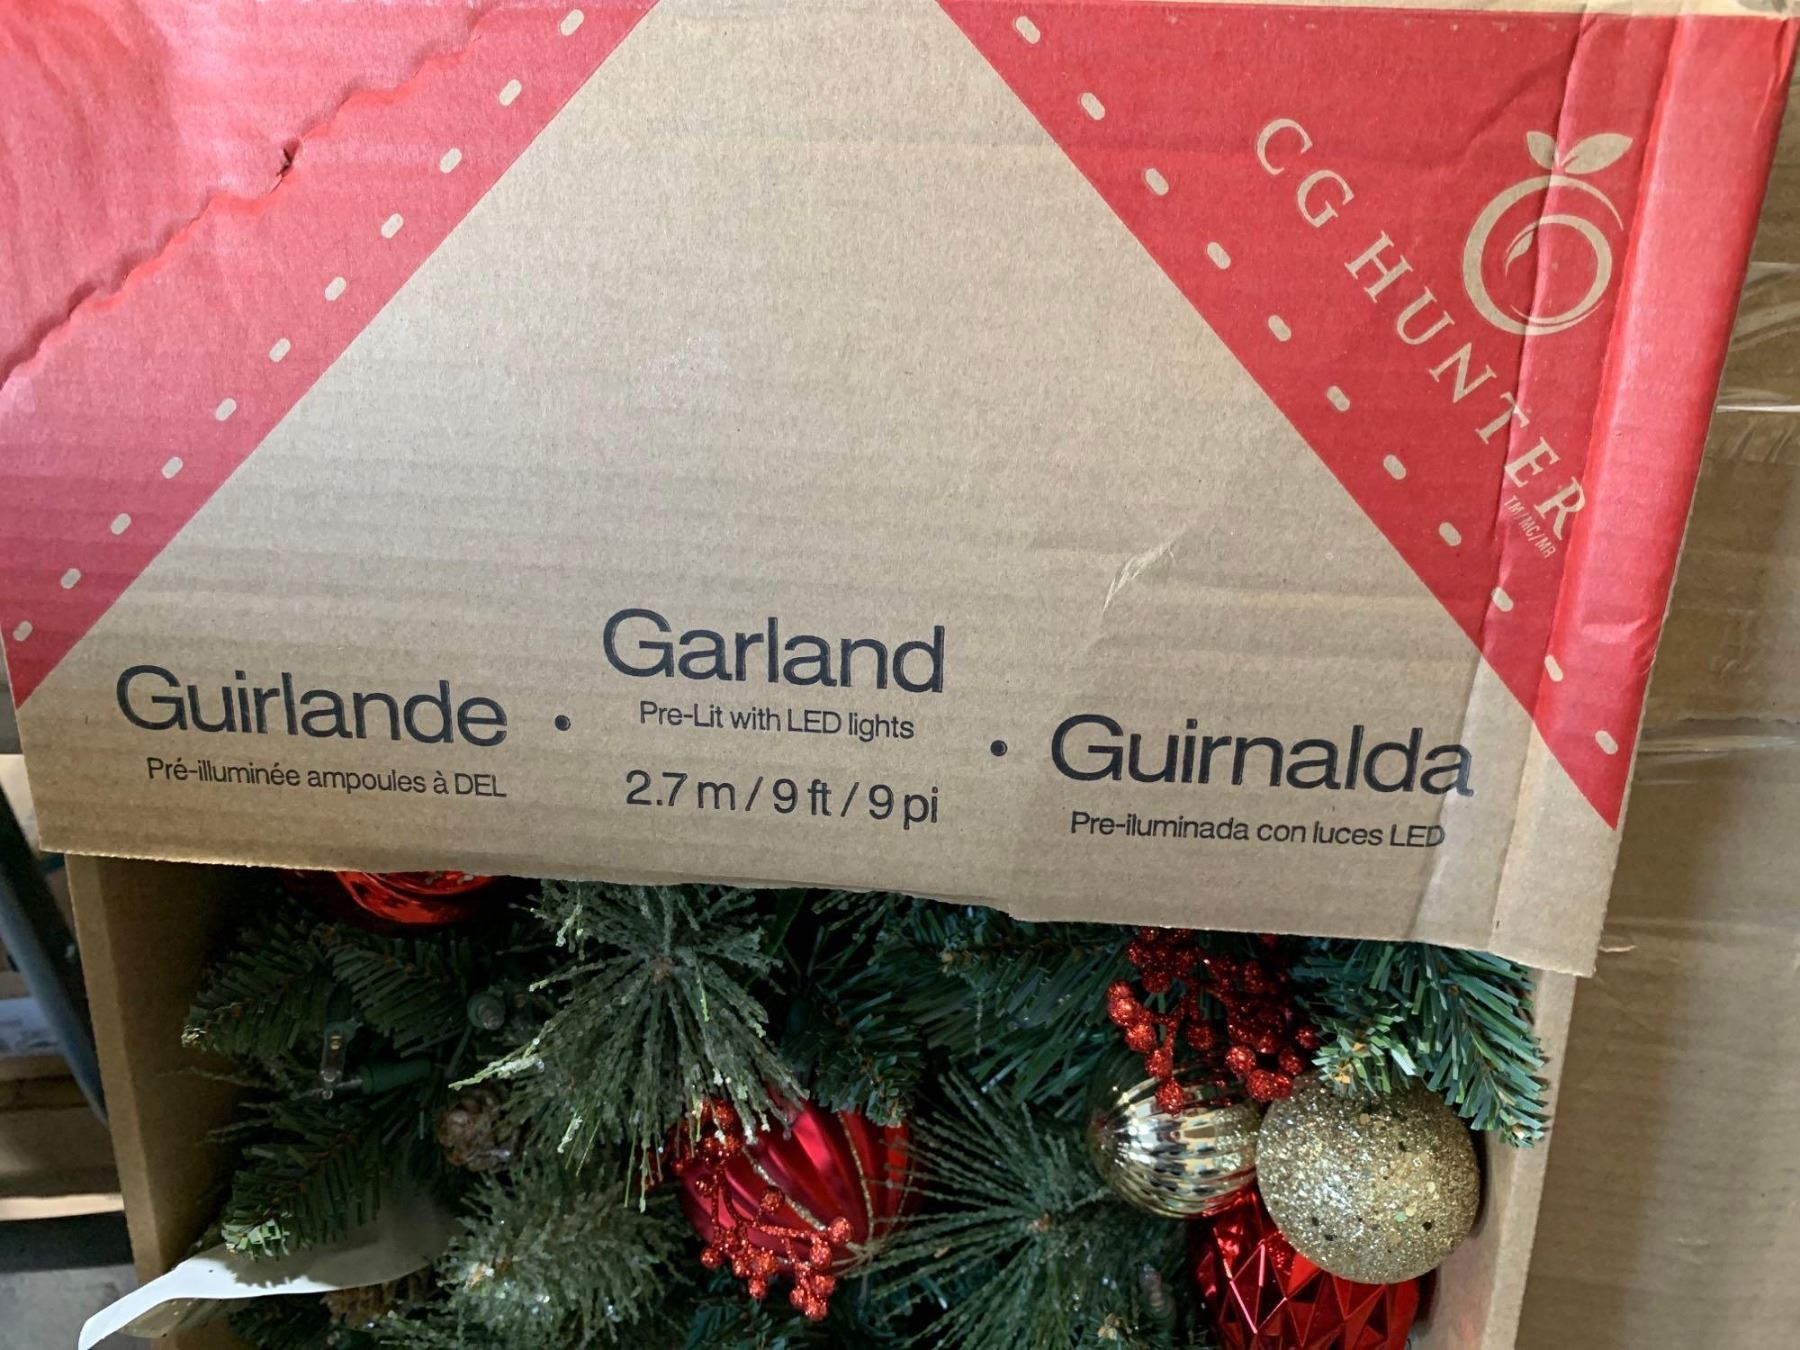 CG HUNTER
TM/MC/MR
Garland
Pre-Lit with LED lights
2.7 m / 9 ft / 9 pi
Guirlande •
Pré-illuminée ampoules à DEL
• Guirnalda
Pre-iluminada con luces LED